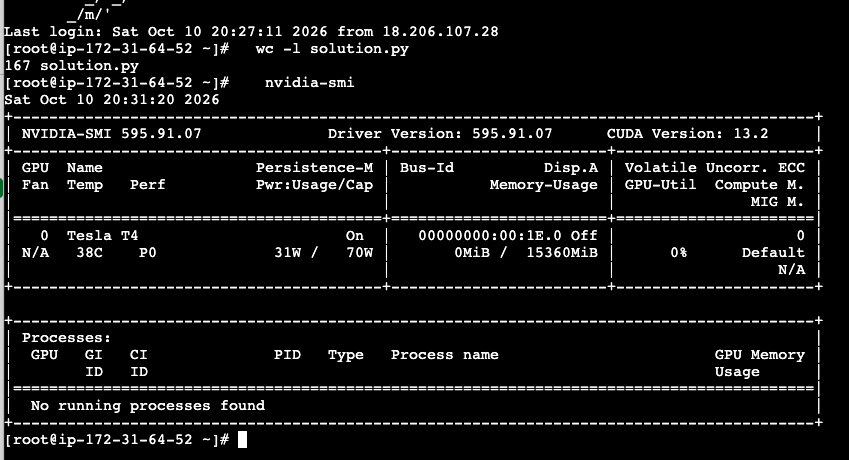 _/m/'
Last login: Sat Oct 10 20:27:11 2026 from 18.206.107.28
[root@ip-172-31-64-52 ~]#   wc -l solution.py
167 solution.py
[root@ip-172-31-64-52 ~]#    nvidia-smi
Sat Oct 10 20:31:20 2026
NVIDIA-SMI 595.91.07 Driver Version: 595.91.07 CUDA Version: 13.2
GPU Name Persistence-M | Bus-Id Disp.A | Volatile Uncorr. ECC
Fan Temp Perf Pwr:Usage/Cap | Memory-Usage | GPU-Util Compute M.
MIG M.
0 Tesla T4 On | 00000000:00:1E.0 Off | 0
N/A 38C P0 31W / 70W | 0MiB / 15360MiB | 0% Default
N/A
Processes:
GPU GI CI PID Type Process name GPU Memory
ID ID Usage
No running processes found
[root@ip-172-31-64-52 ~]#